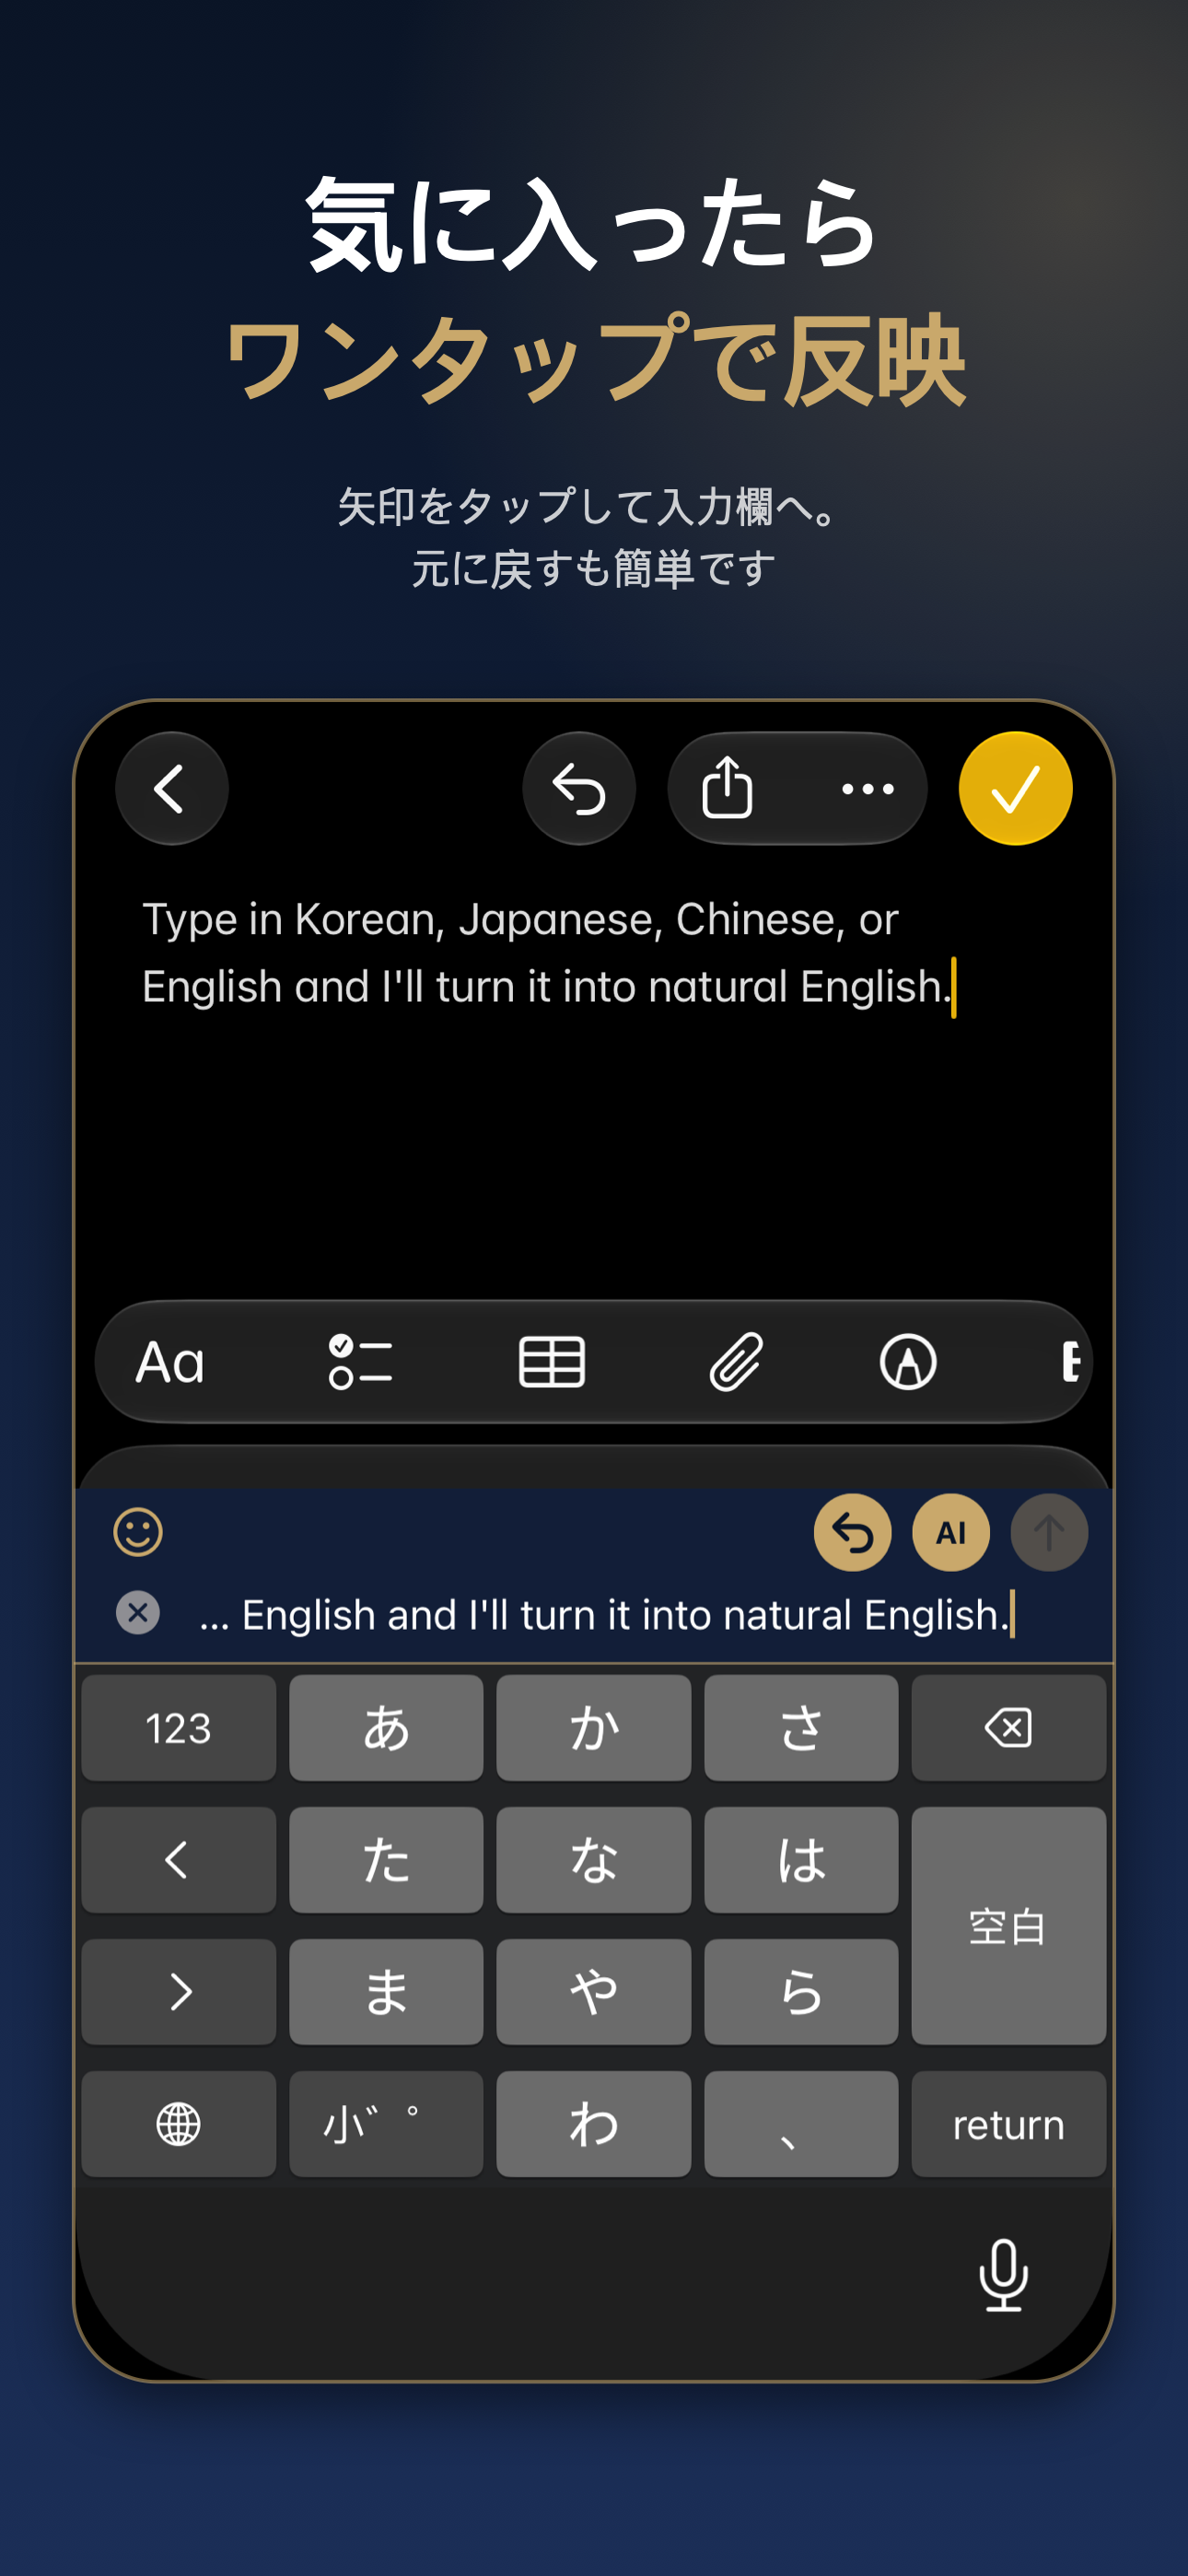 気に入ったら
ワンタップで反映
矢印をタップして入力欄へ。
元に戻すも簡単です
Type in Korean, Japanese, Chinese, or
English and I'll turn it into natural English.
Aa
AI
... English and I'll turn it into natural English.
123 あ か さ
た な は
空白
ま や ら
小゛゜ わ 、 return